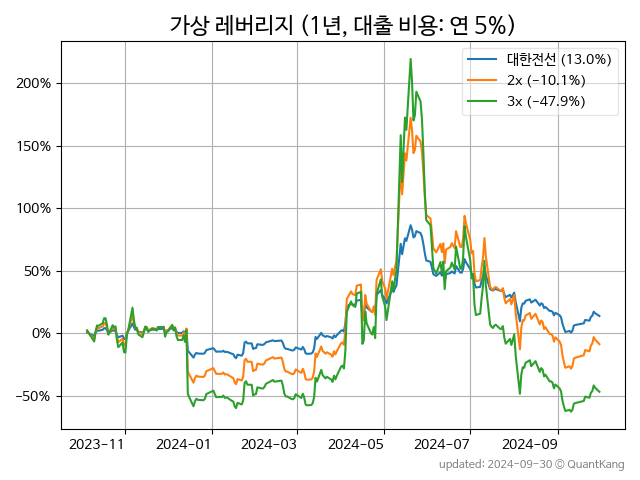 가상 레버리지 (1년, 대출 비용: 연 5%)
대한전선 (13.0%)
2x (−10.1%)
3x (−47.9%)
200%
150%
100%
50%
0%
−50%
2023-11 2024-01 2024-03 2024-05 2024-07 2024-09
updated: 2024-09-30 © QuantKang